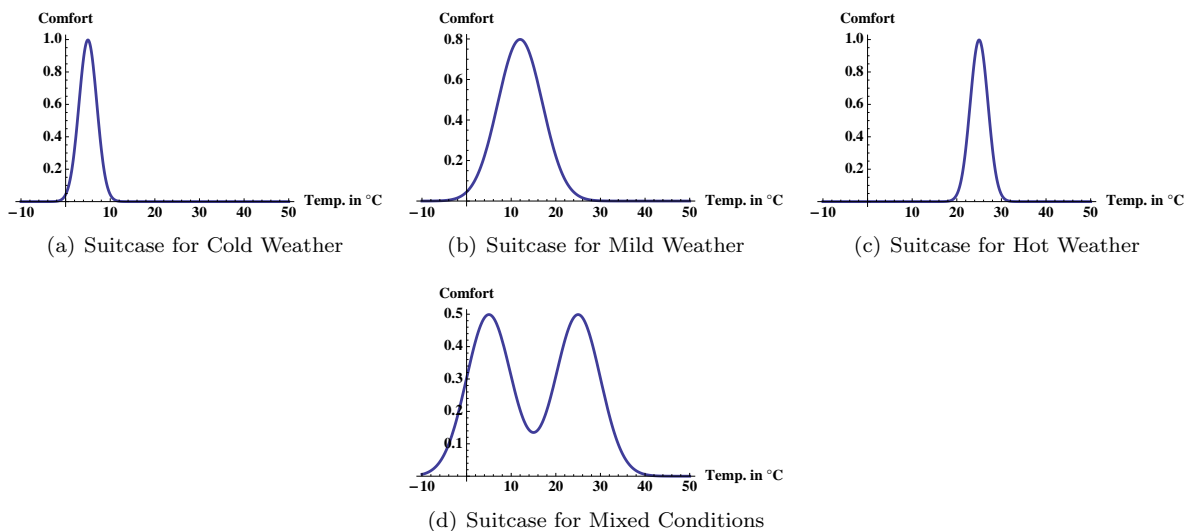 Comfort
1.0
0.8
0.6
0.4
0.2
−10 0 10 20 30 40 50
Temp. in °C
(a) Suitcase for Cold Weather
Comfort
0.8
0.6
0.4
0.2
−10 0 10 20 30 40 50
Temp. in °C
(b) Suitcase for Mild Weather
Comfort
1.0
0.8
0.6
0.4
0.2
−10 0 10 20 30 40 50
Temp. in °C
(c) Suitcase for Hot Weather
Comfort
0.5
0.4
0.3
0.2
0.1
−10 0 10 20 30 40 50
Temp. in °C
(d) Suitcase for Mixed Conditions